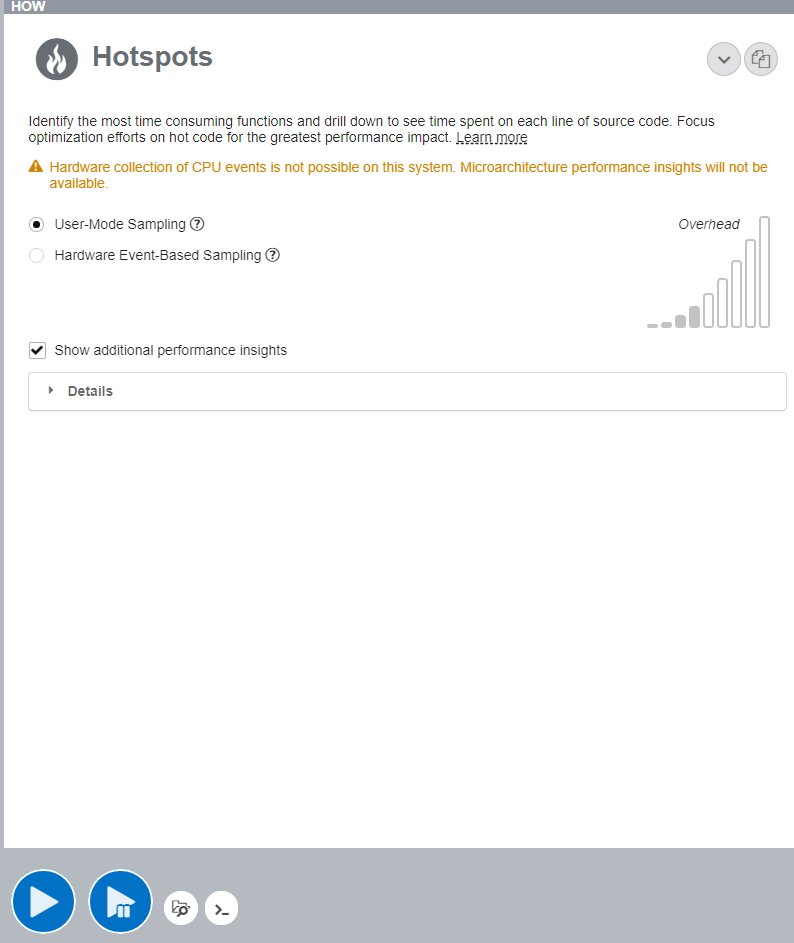 HOW
Hotspots
Identify the most time consuming functions and drill down to see time spent on each line of source code. Focus
optimization efforts on hot code for the greatest performance impact. Learn more
Hardware collection of CPU events is not possible on this system. Microarchitecture performance insights will not be
available.
User-Mode Sampling
Overhead
Hardware Event-Based Sampling
Show additional performance insights
Details